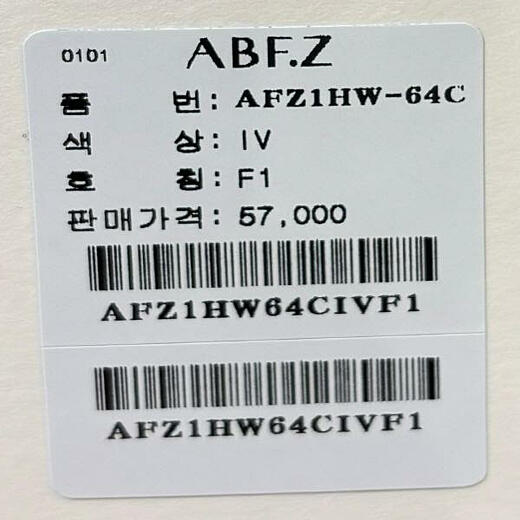 0101 ABF.Z
품 번: AFZ1HW-64C
색 상: IV
호 칭: F1
판매가격: 57,000
AFZ1HW64CIVF1
AFZ1HW64CIVF1